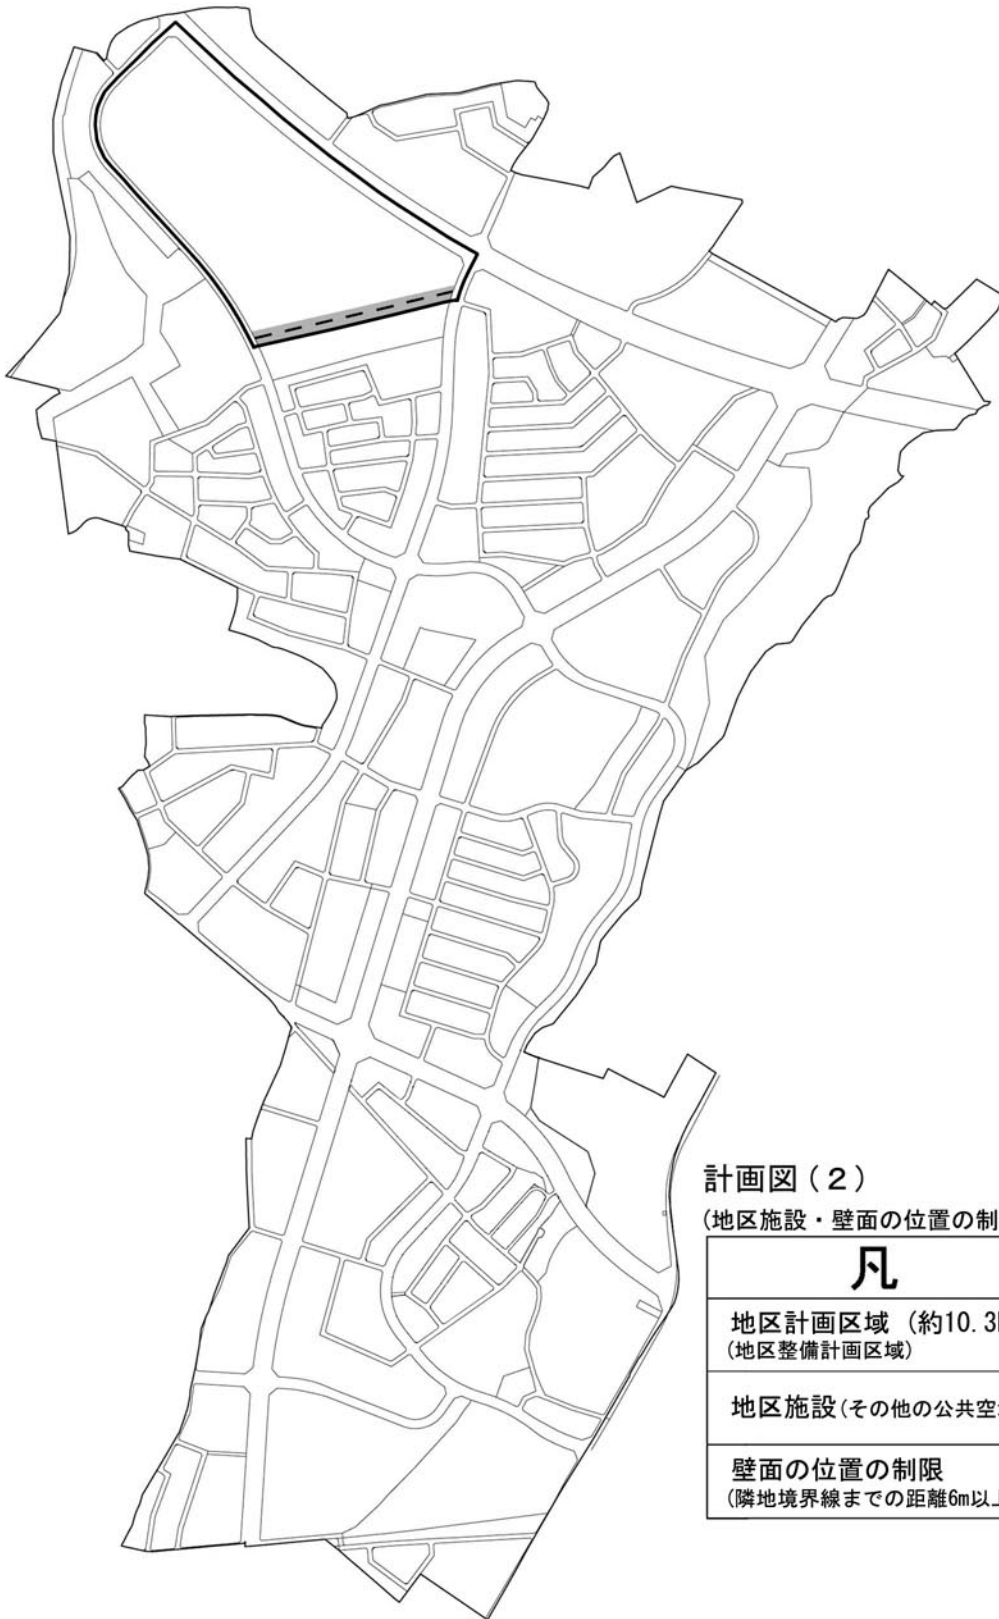 計画図（２）
（地区施設・壁面の位置の制
凡
地区計画区域 （約10.3
（地区整備計画区域）
地区施設（その他の公共空
壁面の位置の制限
（隣地境界線までの距離6m以